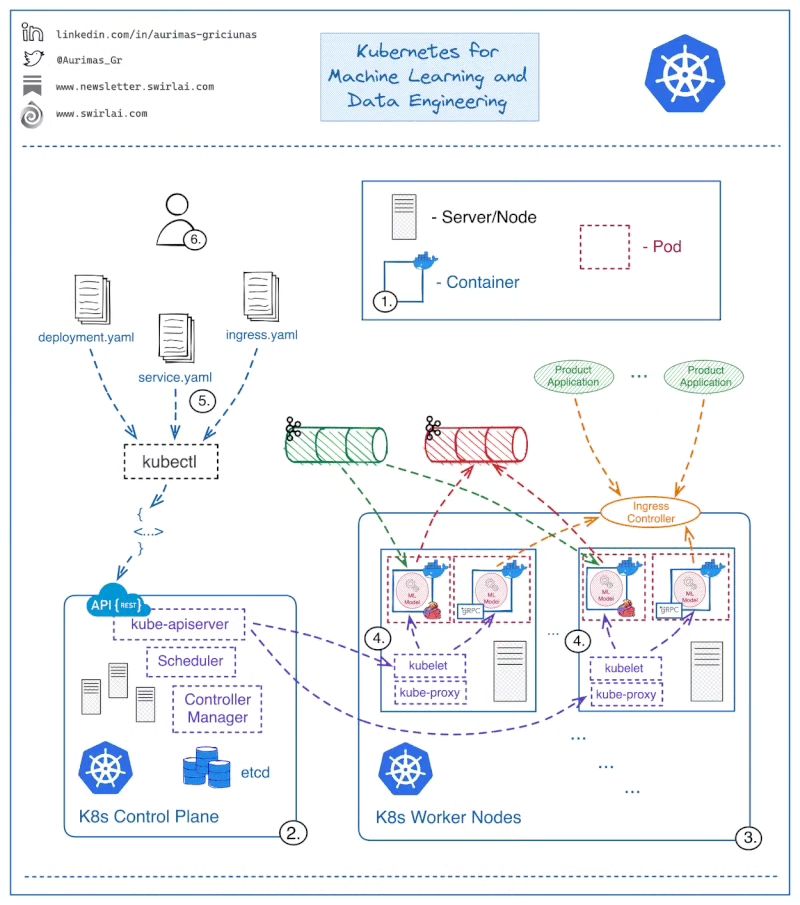 linkedin.com/in/aurimas-griciunas
@Aurimas_Gr
www.newsletter.swirlai.com
www.swirlai.com
Kubernetes for
Machine Learning and
Data Engineering
- Server/Node
- Pod
- Container
1.
6.
deployment.yaml
service.yaml
ingress.yaml
5.
kubectl
{
<...>
}
Product
Application
...
Product
Application
Ingress
Controller
API {REST}
kube-apiserver
Scheduler
Controller
Manager
etcd
K8s Control Plane
2.
ML
Model
ML
Model
gRPC
4.
kubelet
kube-proxy
...
ML
Model
ML
Model
gRPC
4.
kubelet
kube-proxy
...
...
...
K8s Worker Nodes
3.